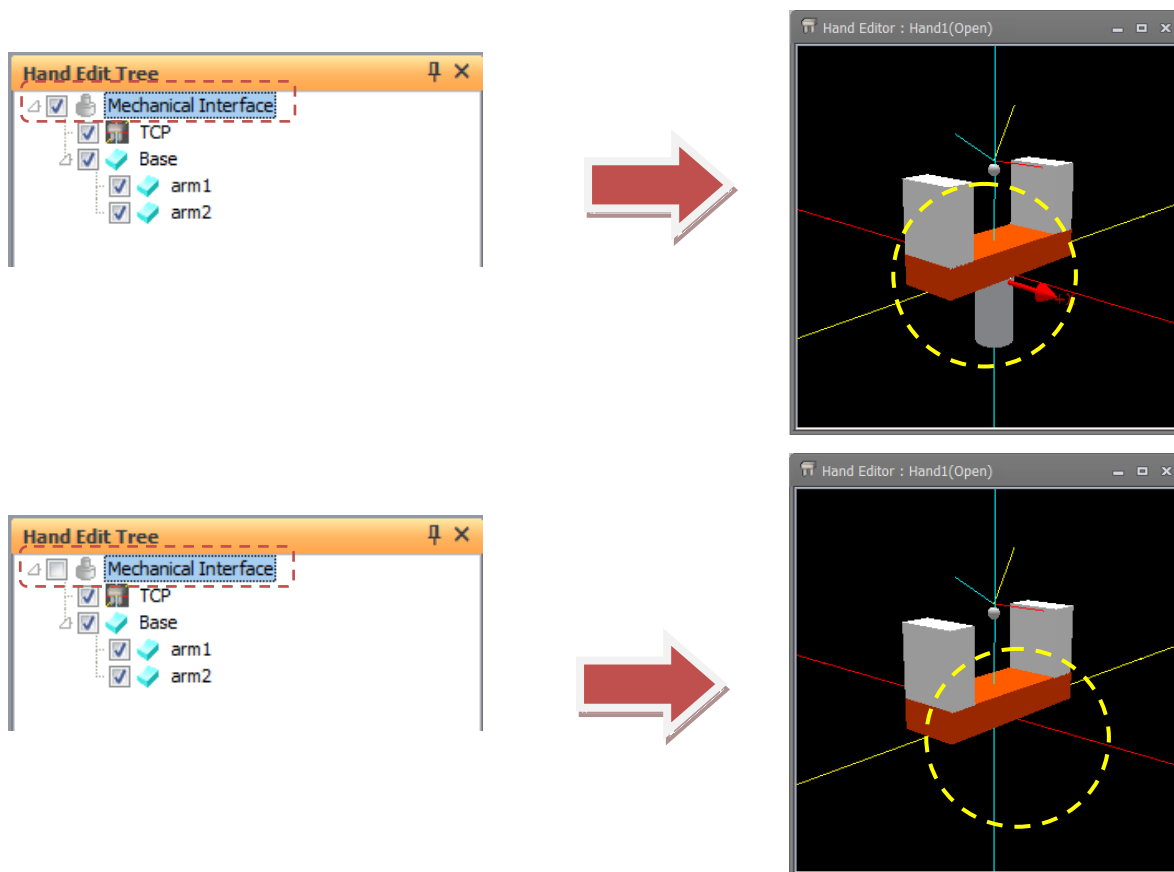 Hand Editor : Hand1(Open)
Hand Edit Tree
Mechanical Interface
TCP
Base
arm1
arm2
Hand Editor : Hand1(Open)
Hand Edit Tree
Mechanical Interface
TCP
Base
arm1
arm2